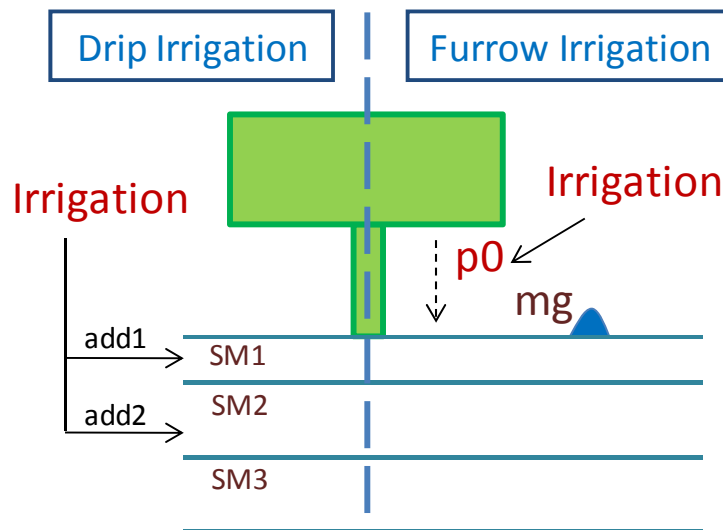 Drip Irrigation
Furrow Irrigation
Irrigation
Irrigation
p0
mg
add1
SM1
add2
SM2
SM3